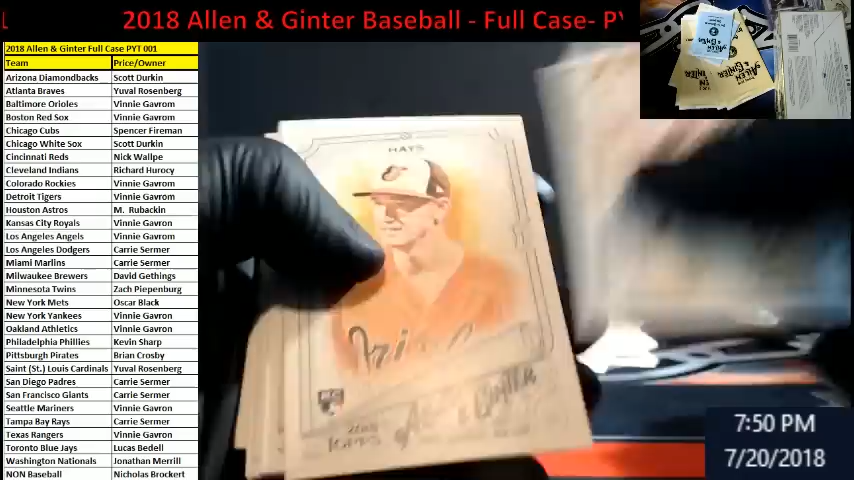 2018 Allen & Ginter Baseball - Full Case- PY
2018 Allen & Ginter Full Case PYT 001
Team Price/Owner
Arizona Diamondbacks Scott Durkin
Atlanta Braves Yuval Rosenberg
Baltimore Orioles Vinnie Gavrom
Boston Red Sox Vinnie Gavrom
Chicago Cubs Spencer Fireman
Chicago White Sox Scott Durkin
Cincinnati Reds Nick Wallpe
Cleveland Indians Richard Hurocy
Colorado Rockies Vinnie Gavrom
Detroit Tigers Vinnie Gavrom
Houston Astros M. Rubackin
Kansas City Royals Vinnie Gavron
Los Angeles Angels Vinnie Gavrom
Los Angeles Dodgers Carrie Sermer
Miami Marlins Carrie Sermer
Milwaukee Brewers David Gethings
Minnesota Twins Zach Piepenburg
New York Mets Oscar Black
New York Yankees Vinnie Gavron
Oakland Athletics Vinnie Gavron
Philadelphia Phillies Kevin Sharp
Pittsburgh Pirates Brian Crosby
Saint (St.) Louis Cardinals Yuval Rosenberg
San Diego Padres Carrie Sermer
San Francisco Giants Carrie Sermer
Seattle Mariners Vinnie Gavron
Tampa Bay Rays Carrie Sermer
Texas Rangers Vinnie Gavron
Toronto Blue Jays Lucas Bedell
Washington Nationals Jonathan Merrill
NON Baseball Nicholas Brockert
HAYS
ALLEN & GINTER
7:50 PM
7/20/2018